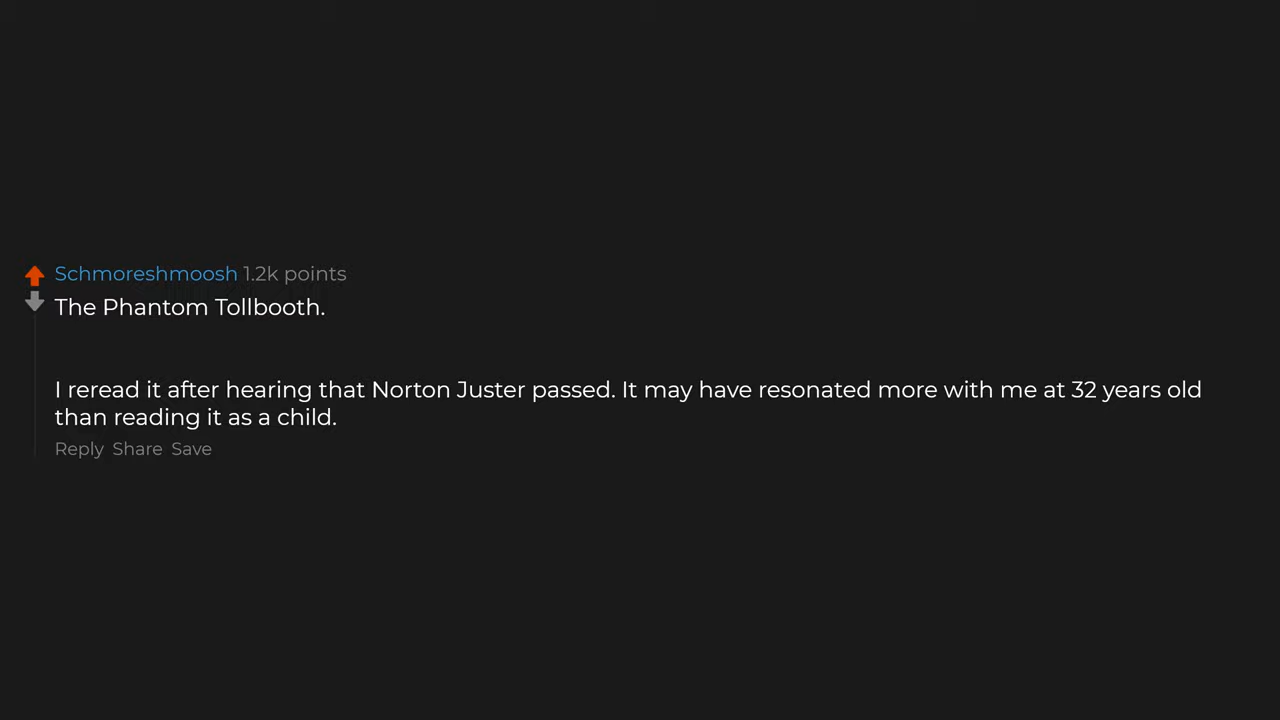 Schmoreshmoosh 1.2k points
The Phantom Tollbooth.
I reread it after hearing that Norton Juster passed. It may have resonated more with me at 32 years old
than reading it as a child.
Reply Share Save